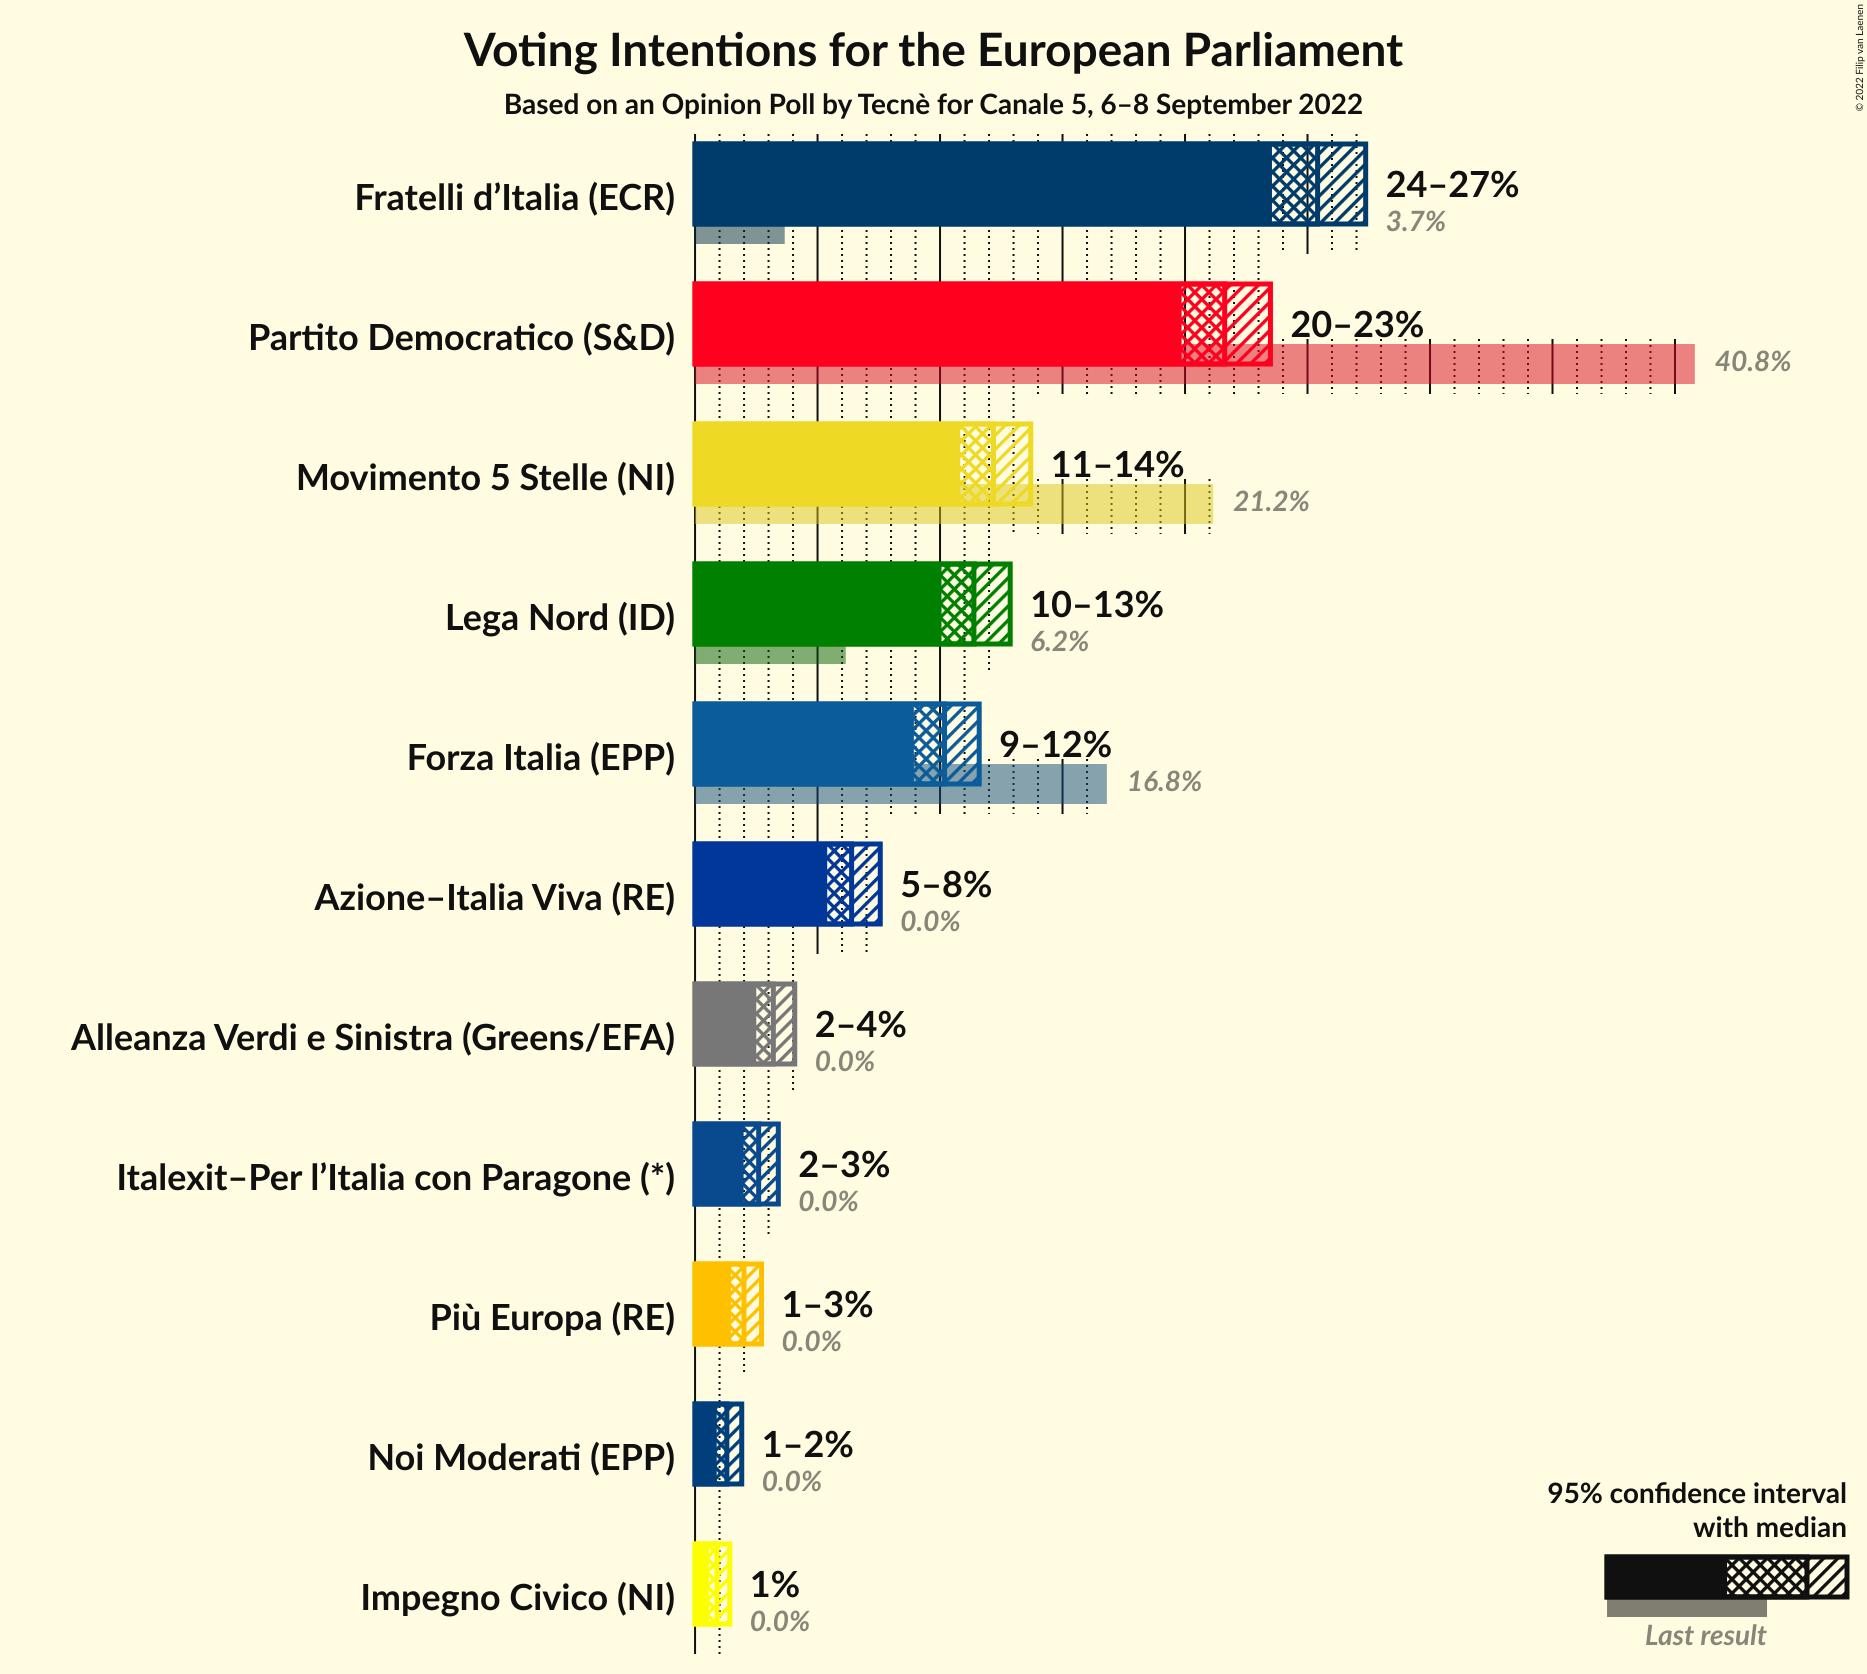 Voting Intentions for the European Parliament
Based on an Opinion Poll by Tecnè for Canale 5, 6–8 September 2022
© 2022 Filip van Laenen
Fratelli d’Italia (ECR)
24–27%
3.7%
Partito Democratico (S&D)
20–23%
40.8%
Movimento 5 Stelle (NI)
11–14%
21.2%
Lega Nord (ID)
10–13%
6.2%
Forza Italia (EPP)
9–12%
16.8%
Azione–Italia Viva (RE)
5–8%
0.0%
Alleanza Verdi e Sinistra (Greens/EFA)
2–4%
0.0%
Italexit–Per l’Italia con Paragone (*)
2–3%
0.0%
Più Europa (RE)
1–3%
0.0%
Noi Moderati (EPP)
1–2%
0.0%
Impegno Civico (NI)
1%
0.0%
95% confidence interval
with median
Last result